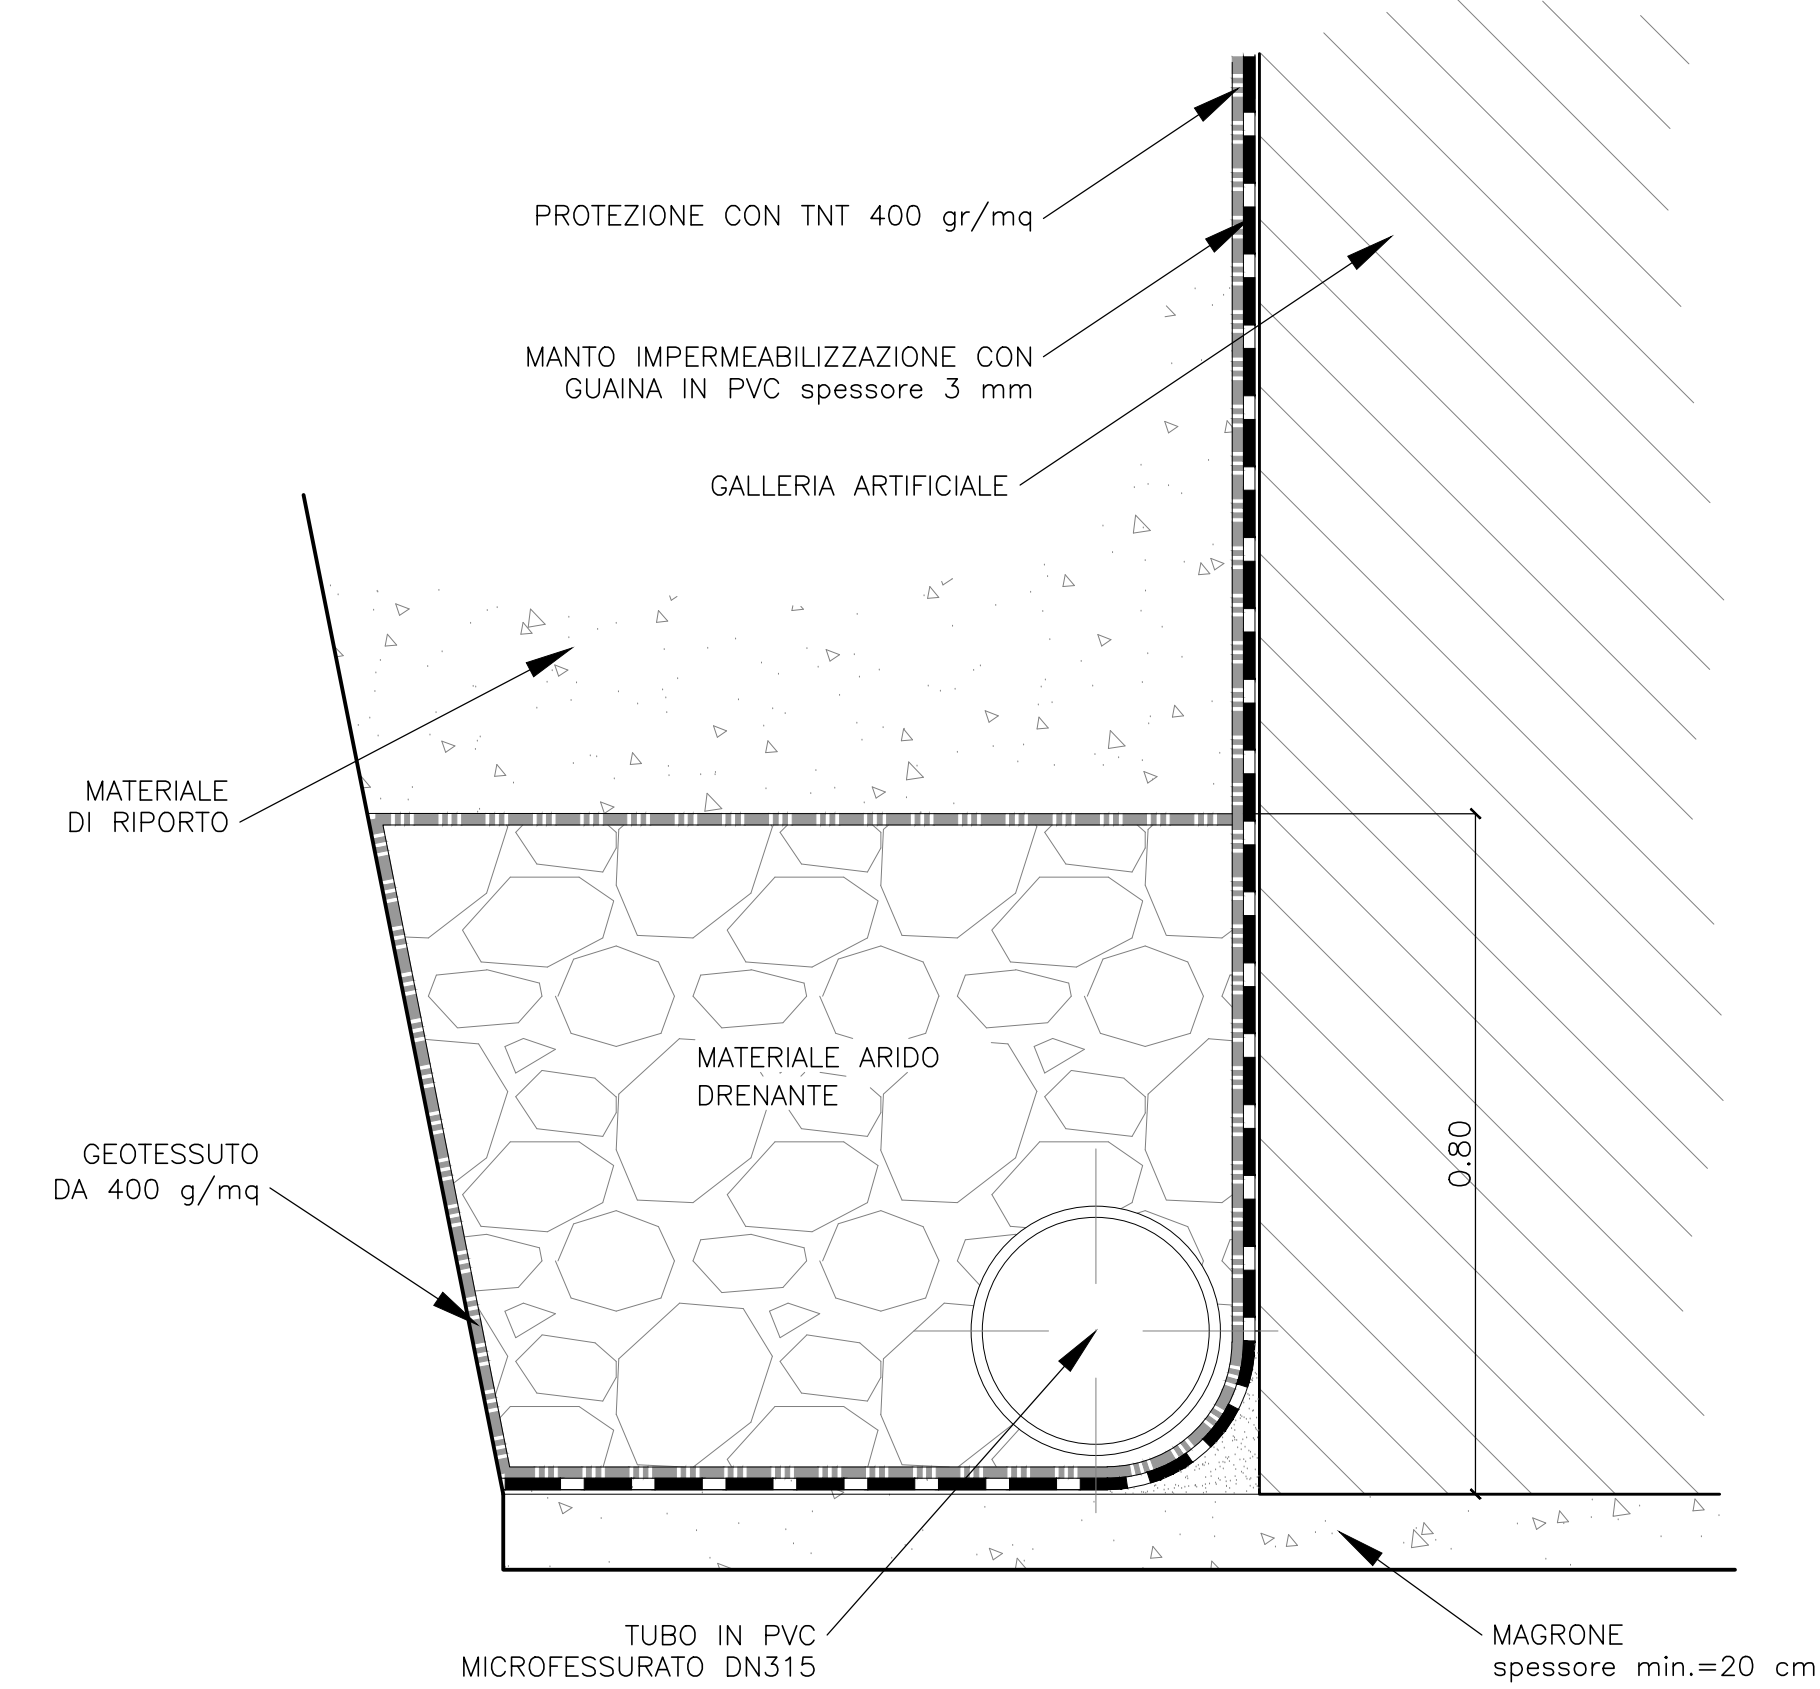 PROTEZIONE CON TNT 400 gr/mq
MANTO IMPERMEABILIZZAZIONE CON
GUAINA IN PVC spessore 3 mm
GALLERIA ARTIFICIALE
MATERIALE
DI RIPORTO
MATERIALE ARIDO
DRENANTE
GEOTESSUTO
DA 400 g/mq
0.80
TUBO IN PVC
MICROFESSURATO DN315
MAGRONE
spessore min.=20 cm